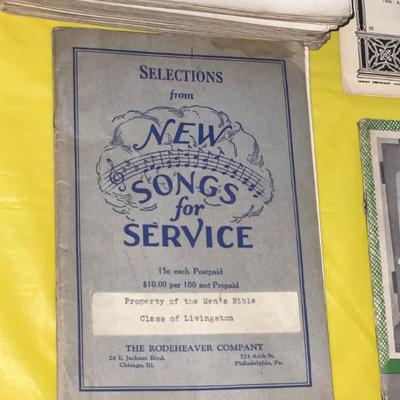 SELECTIONS
from
NEW
SONGS
for
SERVICE
15c each Postpaid
$10.00 per 100 not Prepaid
Property of the Men's Bible
Class of Livingston
THE RODEHEAVER COMPANY
28 E. Jackson Blvd. 721 Arch St.
Chicago, Ill. Philadelphia, Pa.